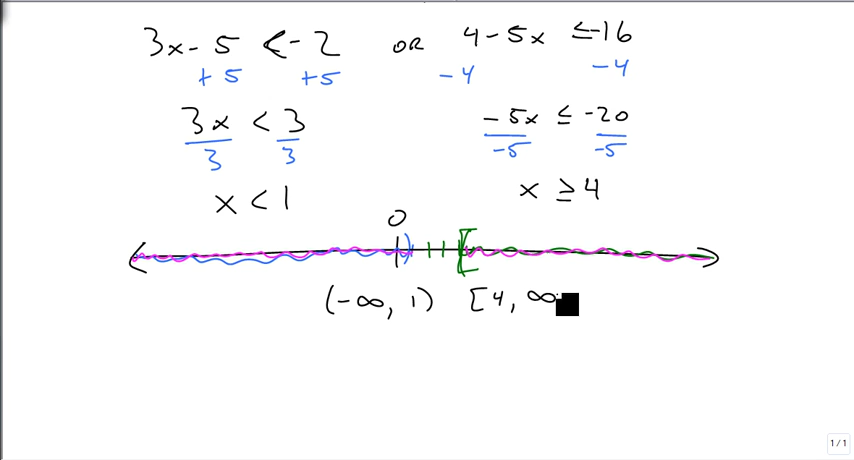 3x - 5 < -2 OR 4 - 5x ≤ -16
+5 +5 -4 -4
3x < 3 -5x ≤ -20
3 3 -5 -5
x < 1 x ≥ 4
0
(-∞, 1) [4, ∞
1 / 1